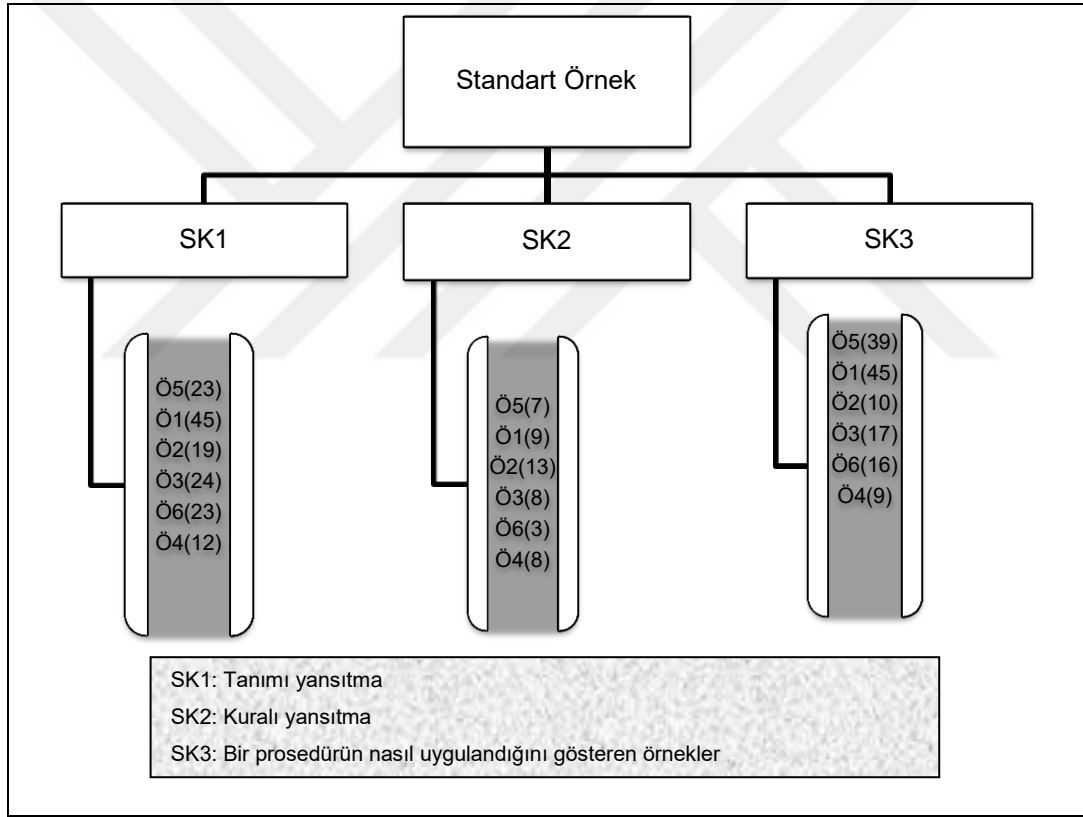 Standart Örnek
SK1
SK2
SK3
Ö5(23)
Ö1(45)
Ö2(19)
Ö3(24)
Ö6(23)
Ö4(12)
Ö5(7)
Ö1(9)
Ö2(13)
Ö3(8)
Ö6(3)
Ö4(8)
Ö5(39)
Ö1(45)
Ö2(10)
Ö3(17)
Ö6(16)
Ö4(9)
SK1: Tanımı yansıtma
SK2: Kuralı yansıtma
SK3: Bir prosedürün nasıl uygulandığını gösteren örnekler